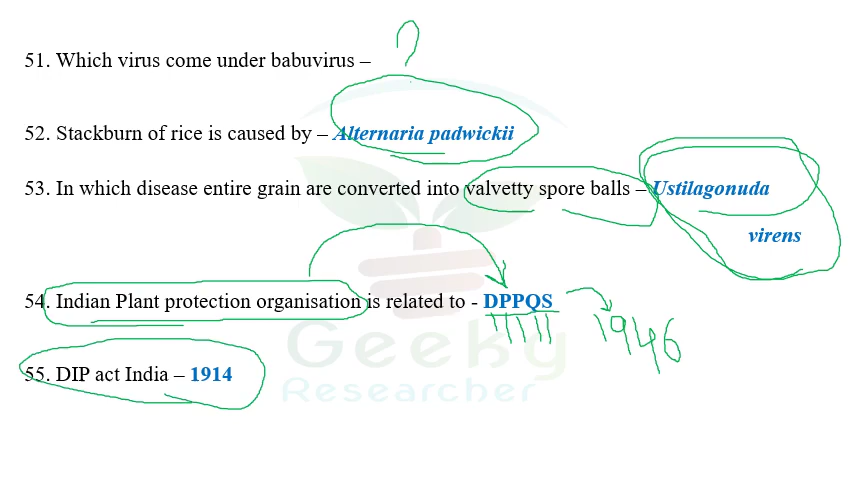 ?
51. Which virus come under babuvirus –
52. Stackburn of rice is caused by – Alternaria padwickii
53. In which disease entire grain are converted into valvetty spore balls – Ustilagonuda
virens
54. Indian Plant protection organisation is related to - DPPQS
1946
Geeky
55. DIP act India – 1914
Researcher